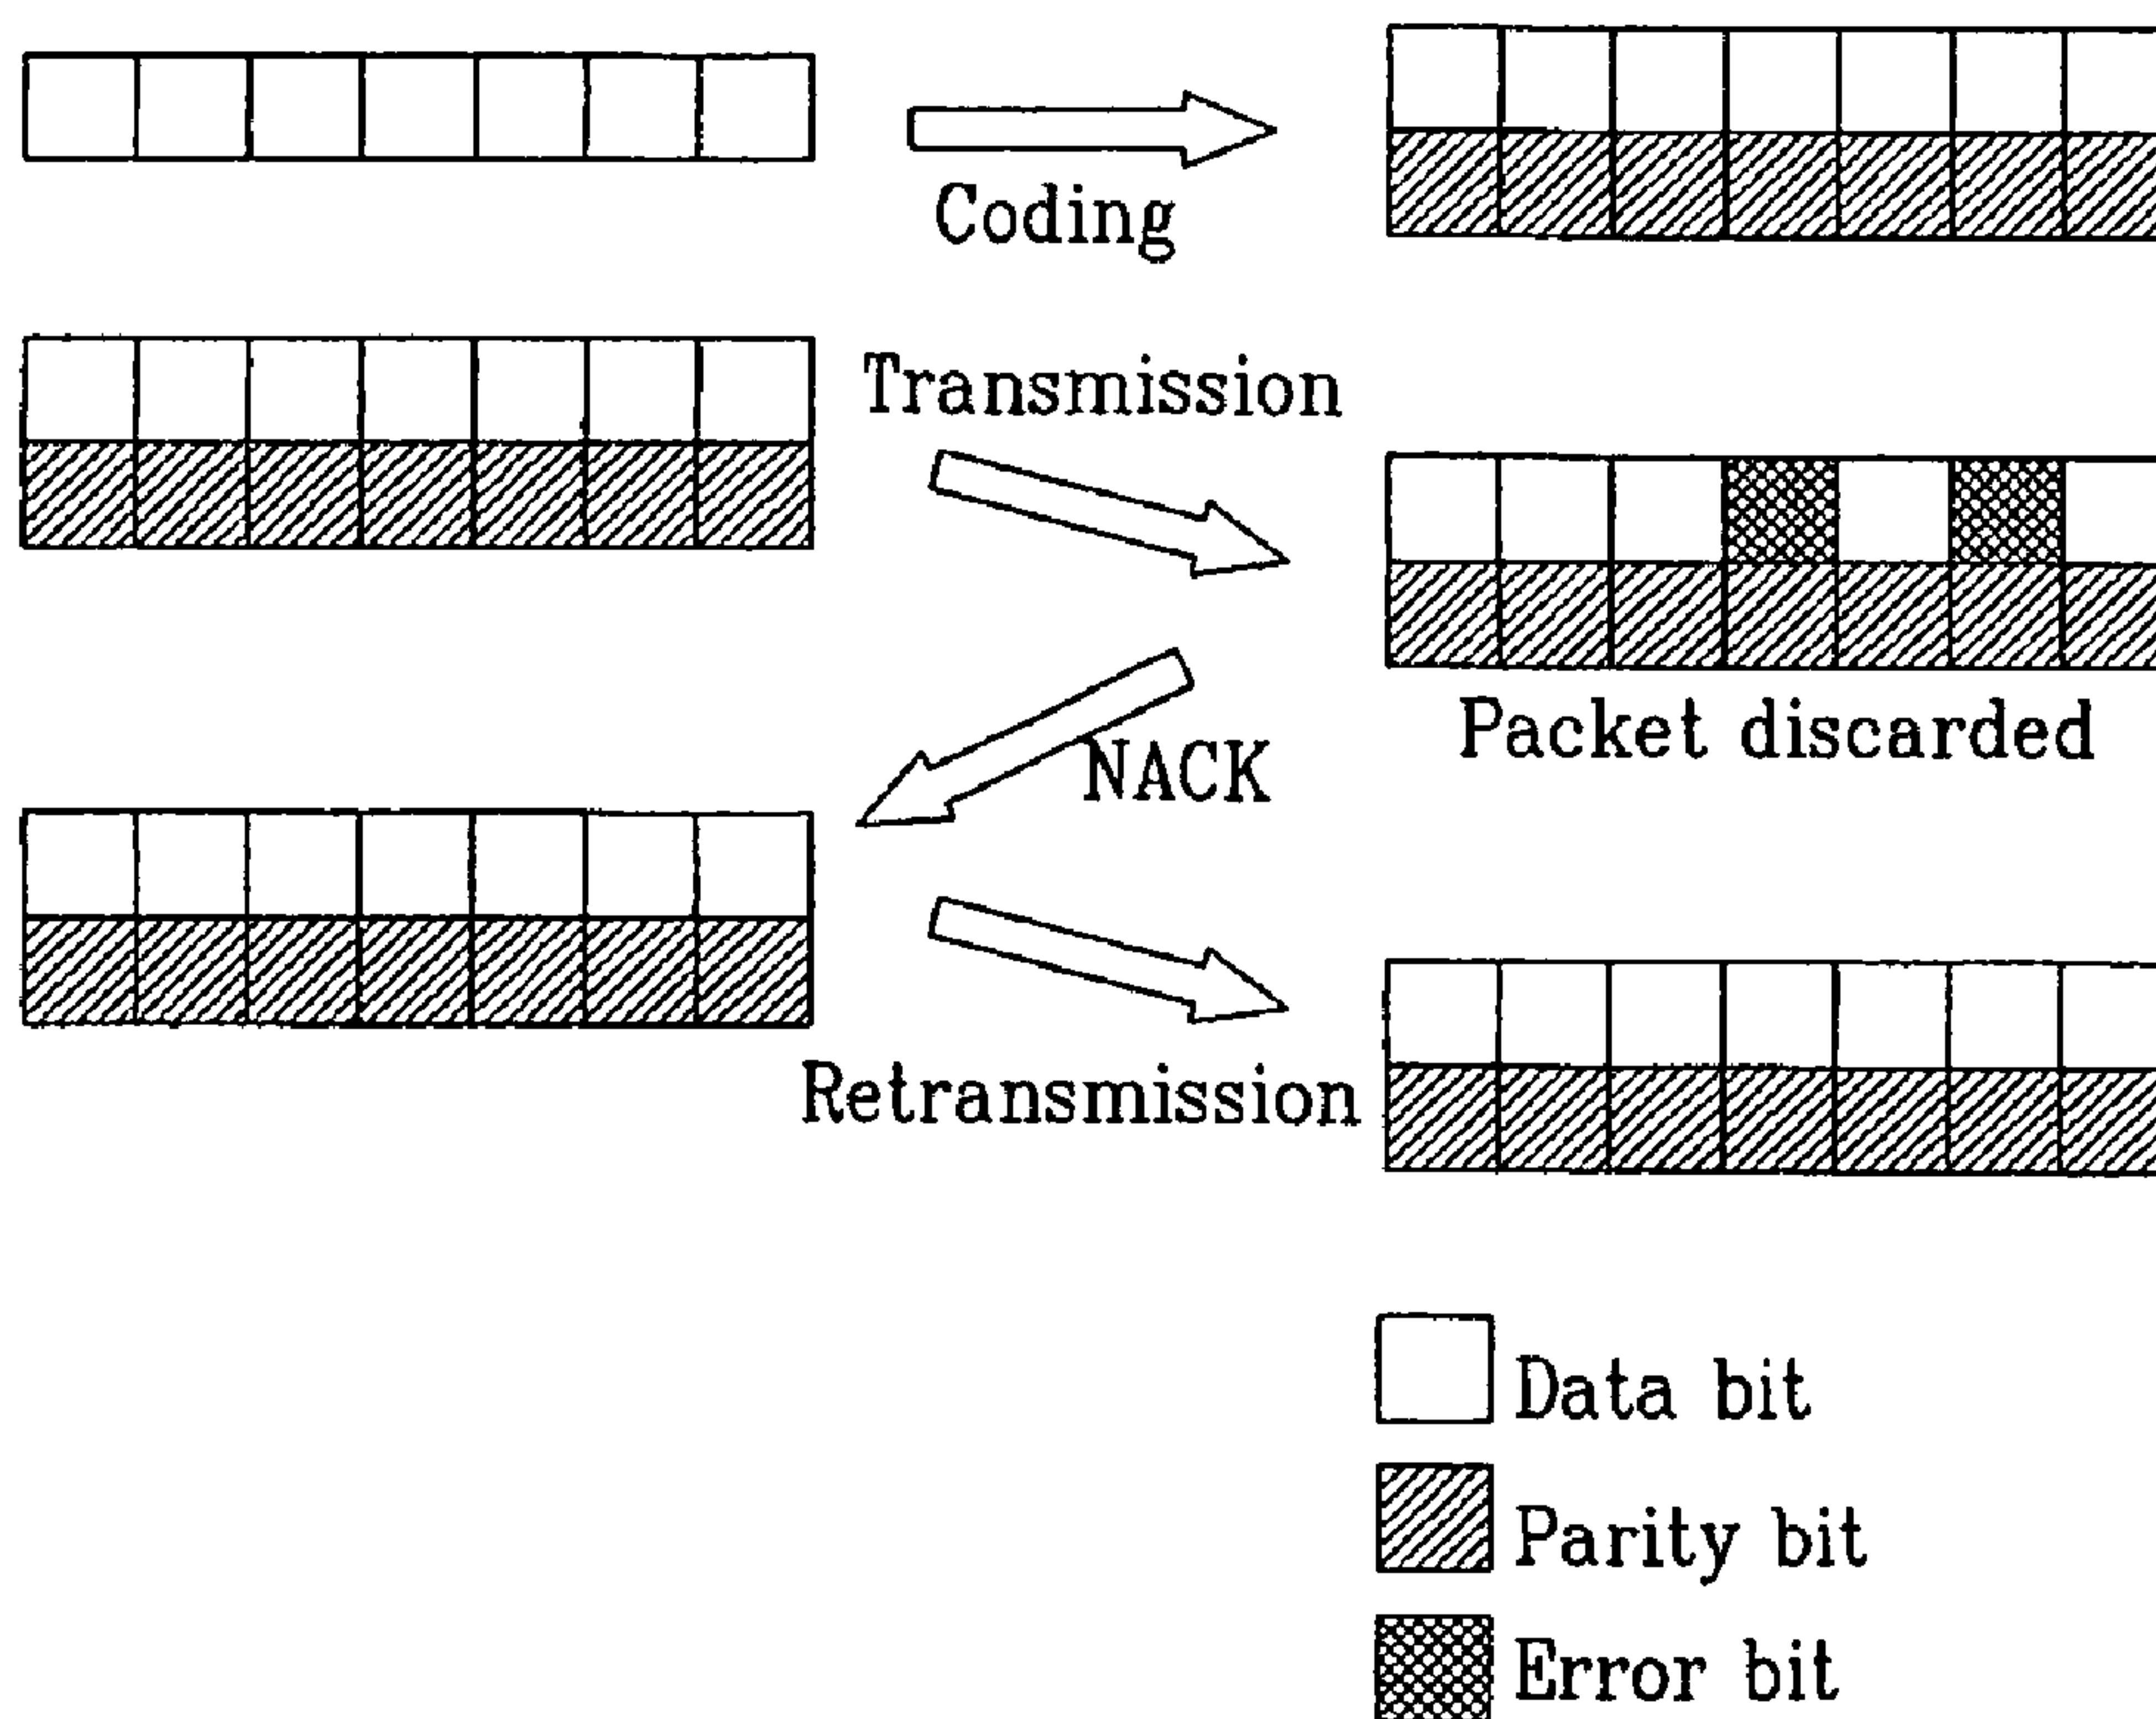 Coding
Transmission
Packet discarded
NACK
Retransmission
Data bit
Parity bit
Error bit